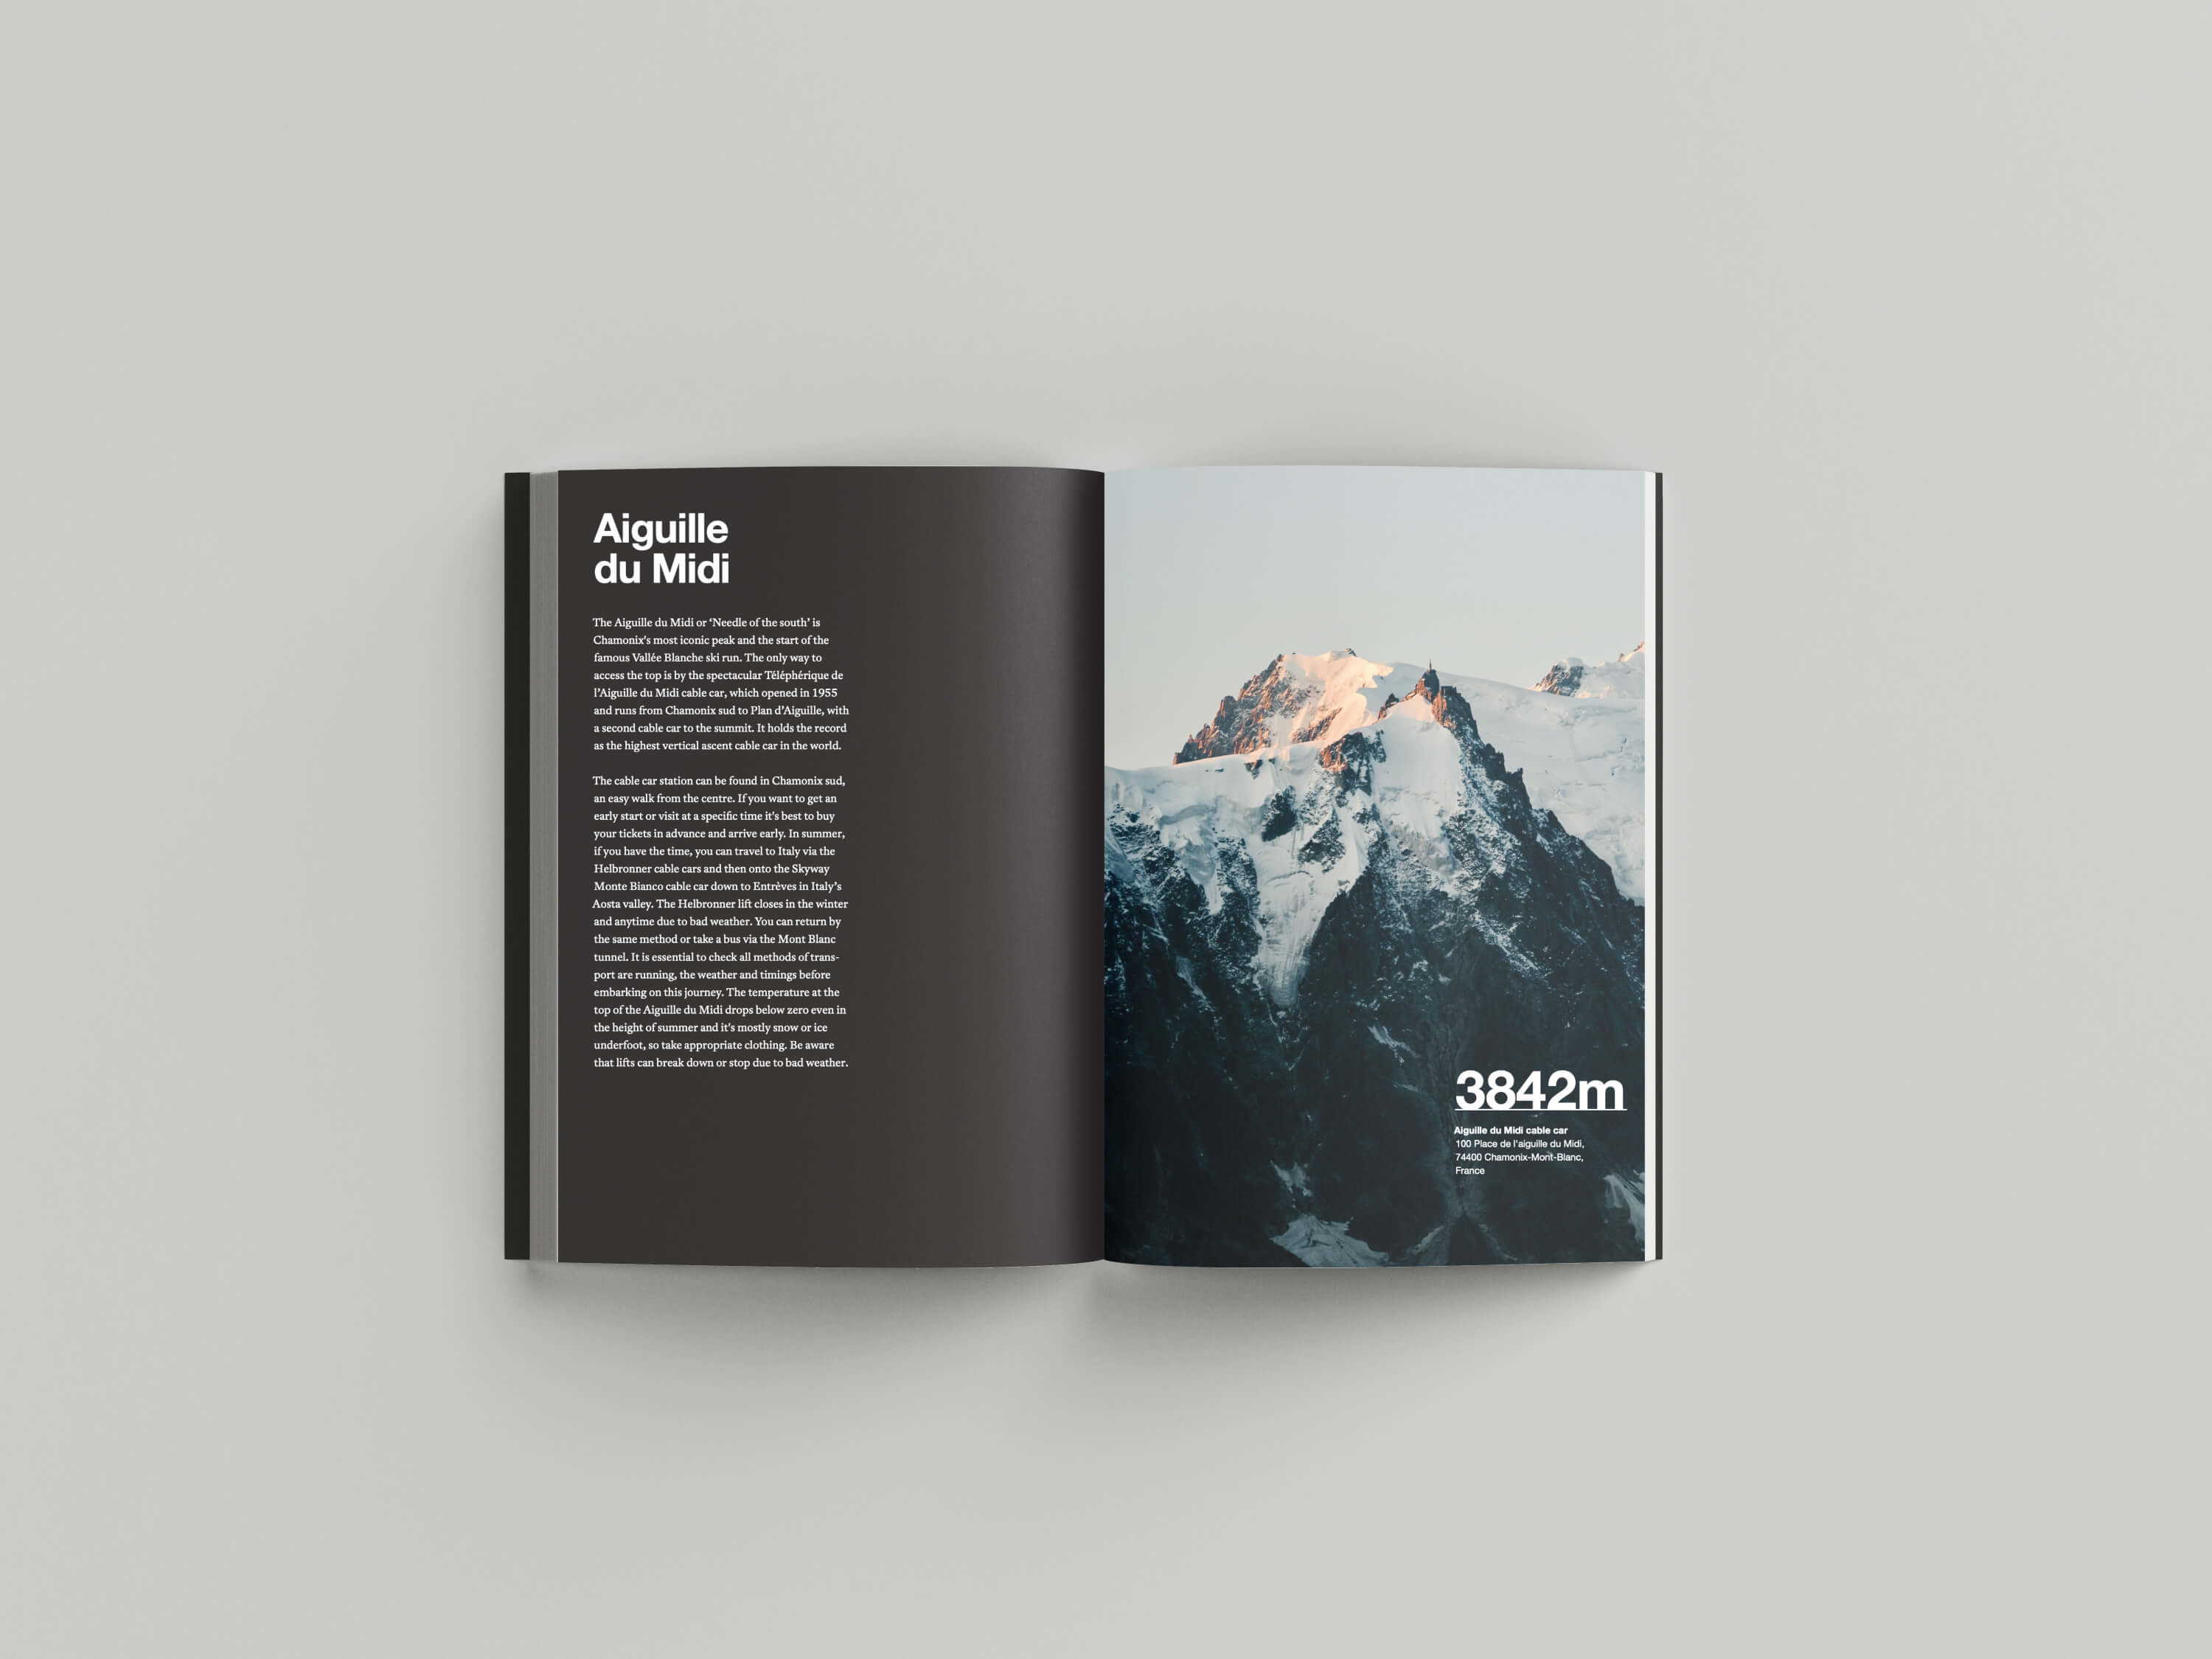 Aiguille
du Midi
The Aiguille du Midi or ‘Needle of the south’ is
Chamonix's most iconic peak and the start of the
famous Vallée Blanche ski run. The only way to
access the top is by the spectacular Téléphérique de
l’Aiguille du Midi cable car, which opened in 1955
and runs from Chamonix sud to Plan d’Aiguille, with
a second cable car to the summit. It holds the record
as the highest vertical ascent cable car in the world.
The cable car station can be found in Chamonix sud,
an easy walk from the centre. If you want to get an
early start or visit at a specific time it's best to buy
your tickets in advance and arrive early. In summer,
if you have the time, you can travel to Italy via the
Helbronner cable cars and then onto the Skyway
Monte Bianco cable car down to Entrèves in Italy’s
Aosta valley. The Helbronner lift closes in the winter
and anytime due to bad weather. You can return by
the same method or take a bus via the Mont Blanc
tunnel. It is essential to check all methods of trans-
port are running, the weather and timings before
embarking on this journey. The temperature at the
top of the Aiguille du Midi drops below zero even in
the height of summer and it's mostly snow or ice
underfoot, so take appropriate clothing. Be aware
that lifts can break down or stop due to bad weather.
3842m
Aiguille du Midi cable car
100 Place de l'aiguille du Midi,
74400 Chamonix-Mont-Blanc,
France